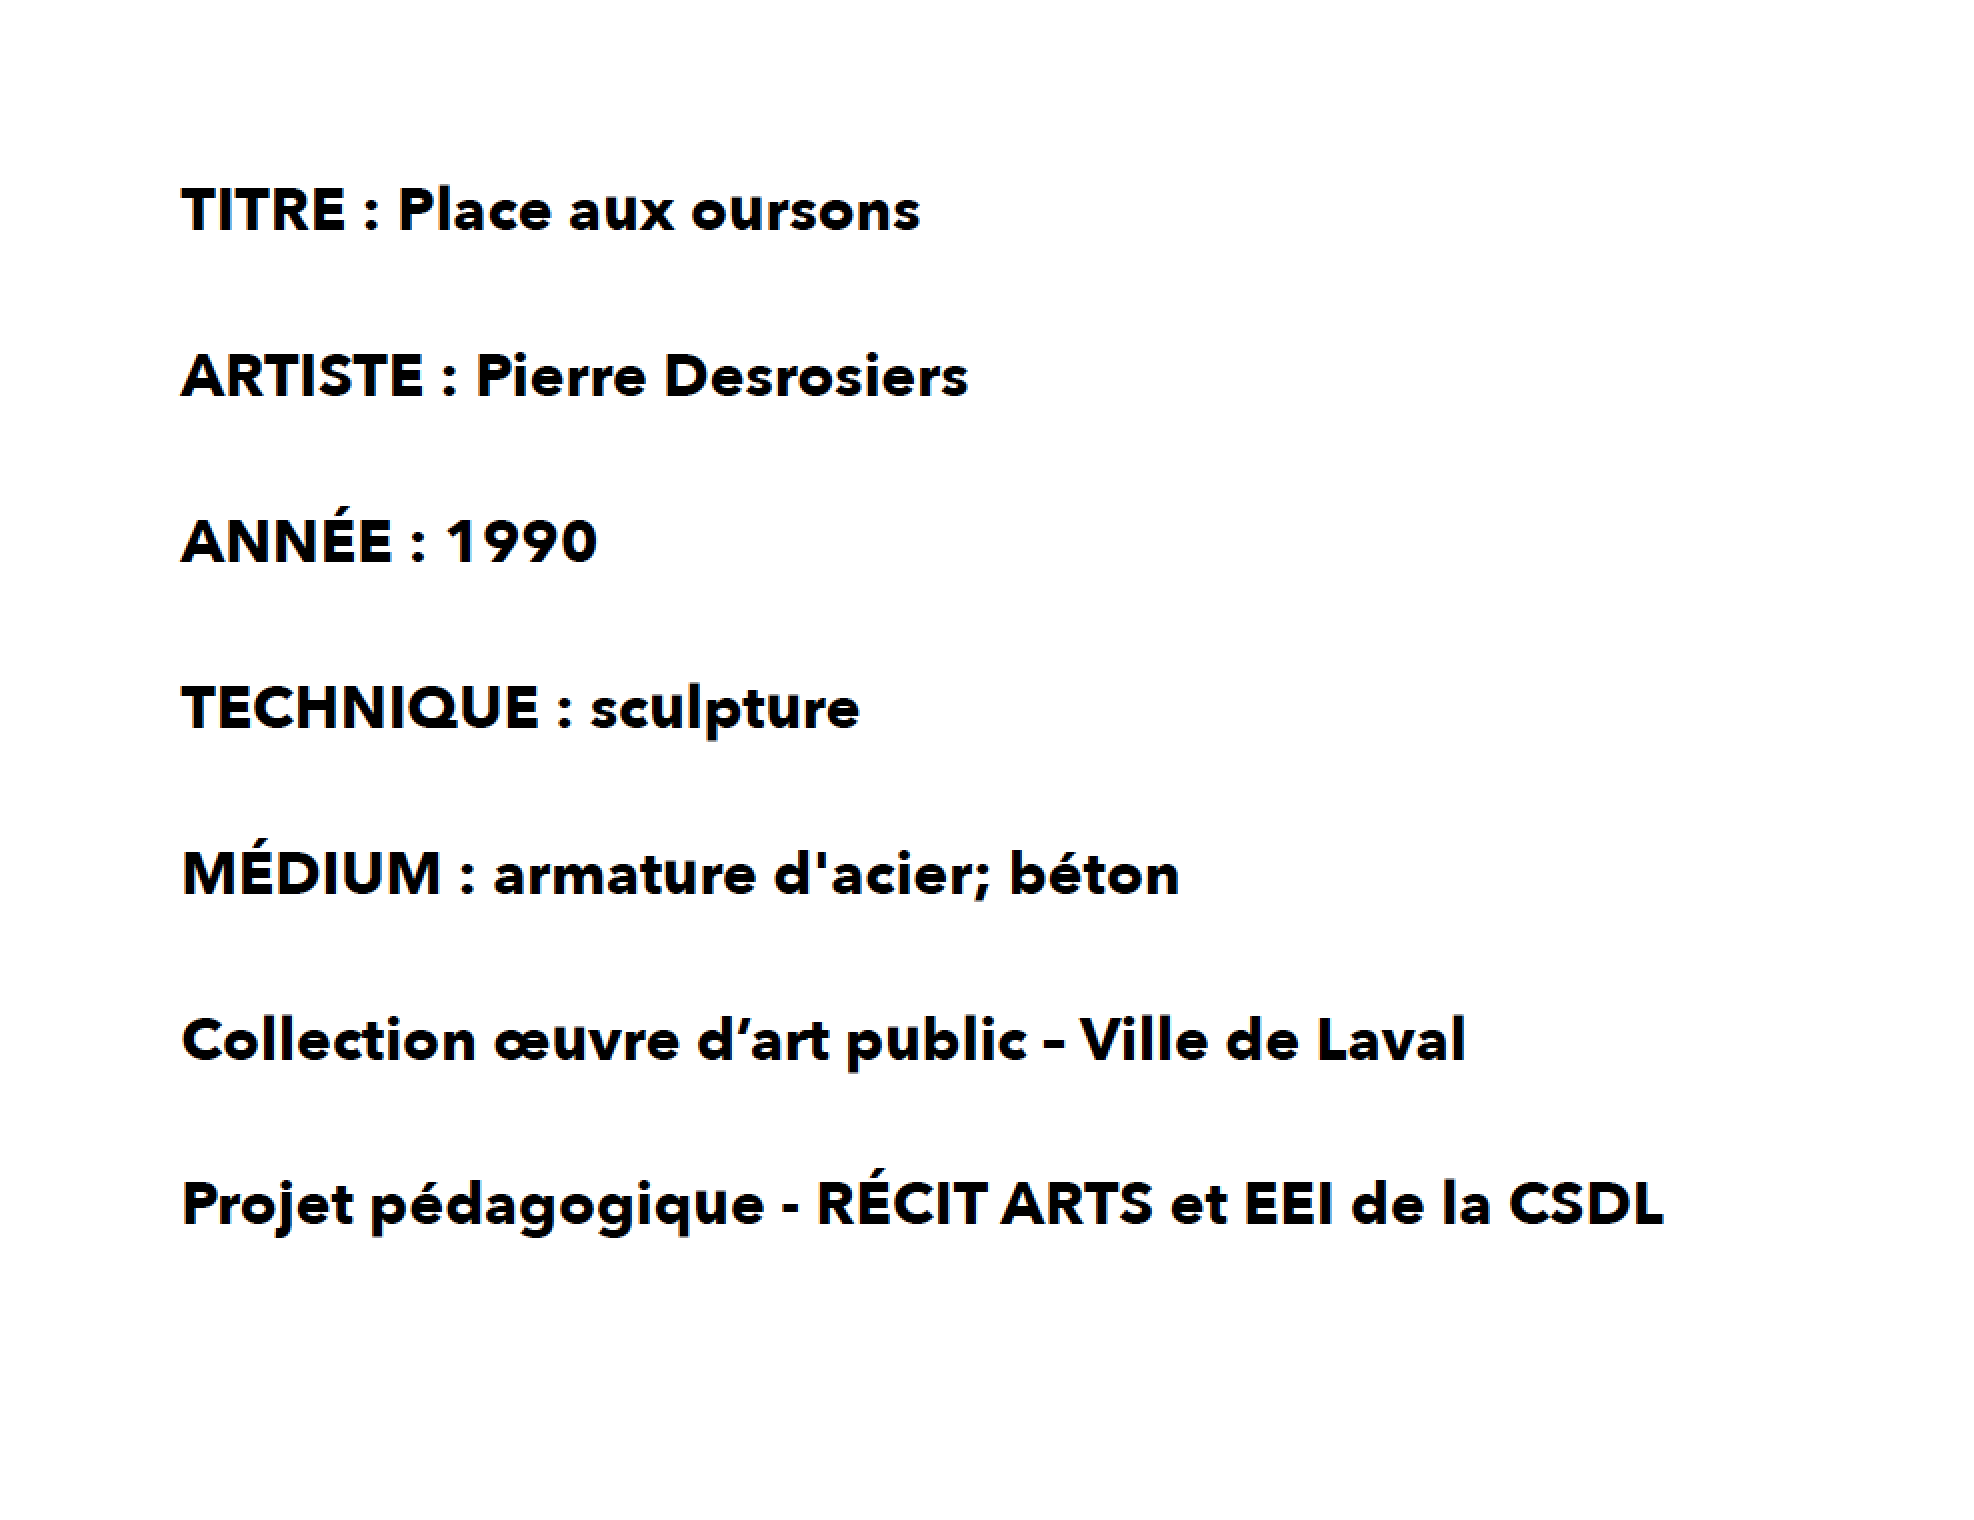 TITRE : Place aux oursons
ARTISTE : Pierre Desrosiers
ANNÉE : 1990
TECHNIQUE : sculpture
MÉDIUM : armature d'acier; béton
Collection œuvre d’art public – Ville de Laval
Projet pédagogique - RÉCIT ARTS et EEI de la CSDL